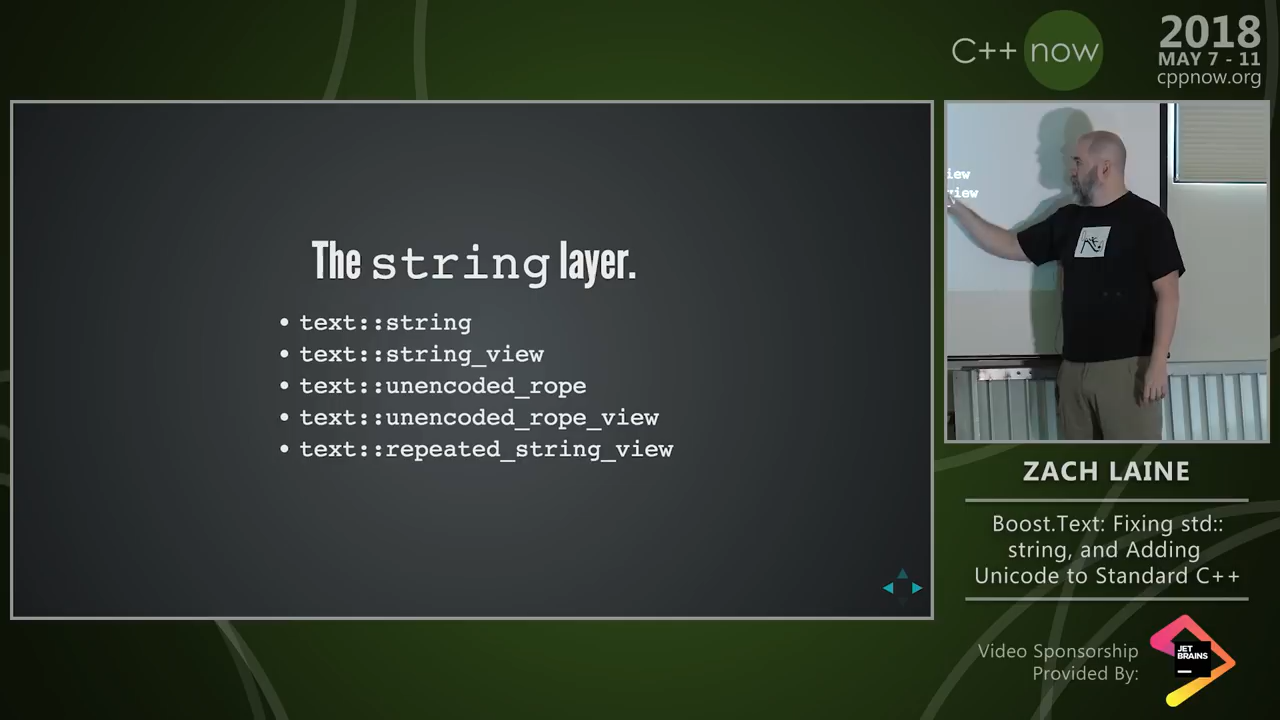 C++ now
2018
MAY 7 - 11
cppnow.org
The string layer.
• text::string
• text::string_view
• text::unencoded_rope
• text::unencoded_rope_view
• text::repeated_string_view
iew
view
ZACH LAINE
Boost.Text: Fixing std::
string, and Adding
Unicode to Standard C++
Video Sponsorship
Provided By:
JET
BRAINS